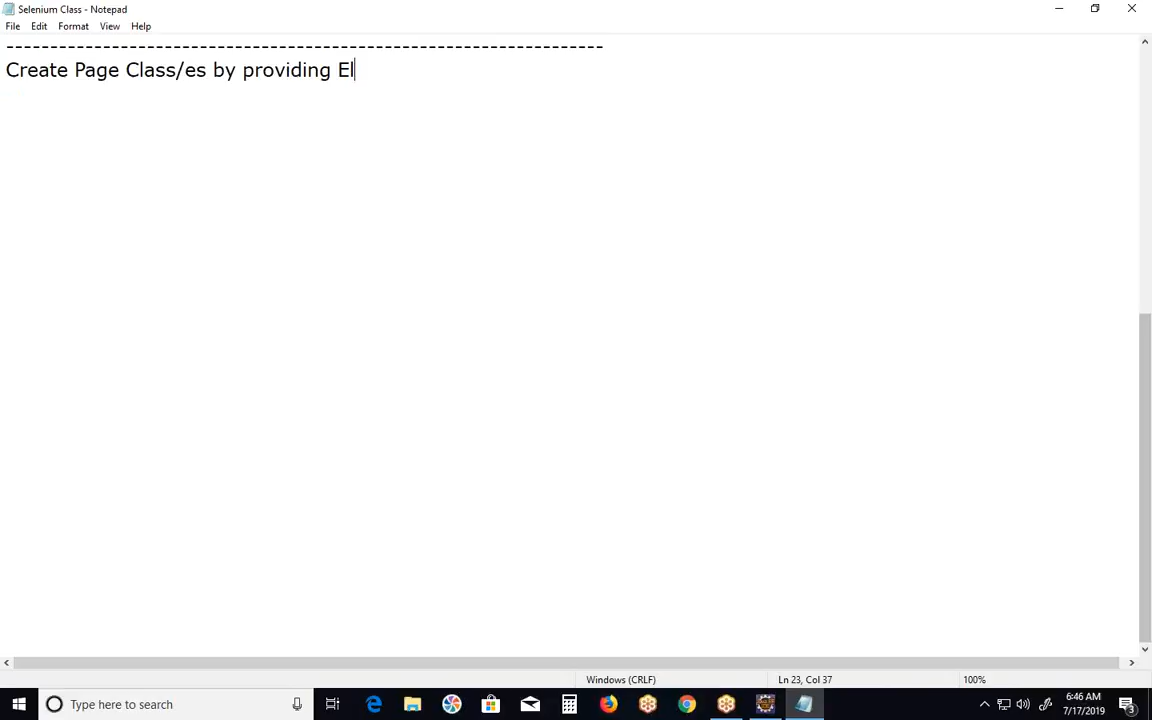 Selenium Class - Notepad
File Edit Format View Help
--------------------------------------------------------------------
Create Page Class/es by providing El
Windows (CRLF) Ln 23, Col 37 100%
Type here to search
6:46 AM
7/17/2019
3